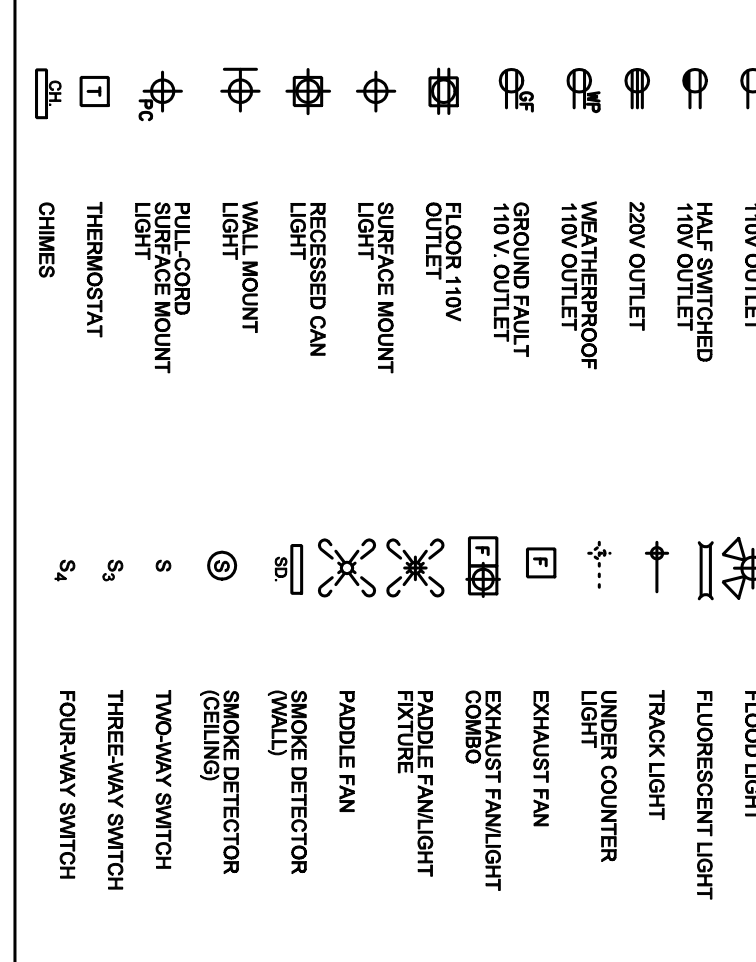 110V OUTLET
HALF SWITCHED
110V OUTLET
220V OUTLET
WP
WEATHERPROOF
110V OUTLET
GF
GROUND FAULT
110 V. OUTLET
FLOOR 110V
OUTLET
SURFACE MOUNT
LIGHT
RECESSED CAN
LIGHT
WALL MOUNT
LIGHT
PC
PULL-CORD
SURFACE MOUNT
LIGHT
T
THERMOSTAT
CH.
CHIMES
FLOOD LIGHT
FLUORESCENT LIGHT
TRACK LIGHT
UNDER COUNTER
LIGHT
F
EXHAUST FAN
F
EXHAUST FAN/LIGHT
COMBO
PADDLE FAN/LIGHT
FIXTURE
PADDLE FAN
SD.
SMOKE DETECTOR
(WALL)
S
SMOKE DETECTOR
(CEILING)
S
TWO-WAY SWITCH
S3
THREE-WAY SWITCH
S4
FOUR-WAY SWITCH